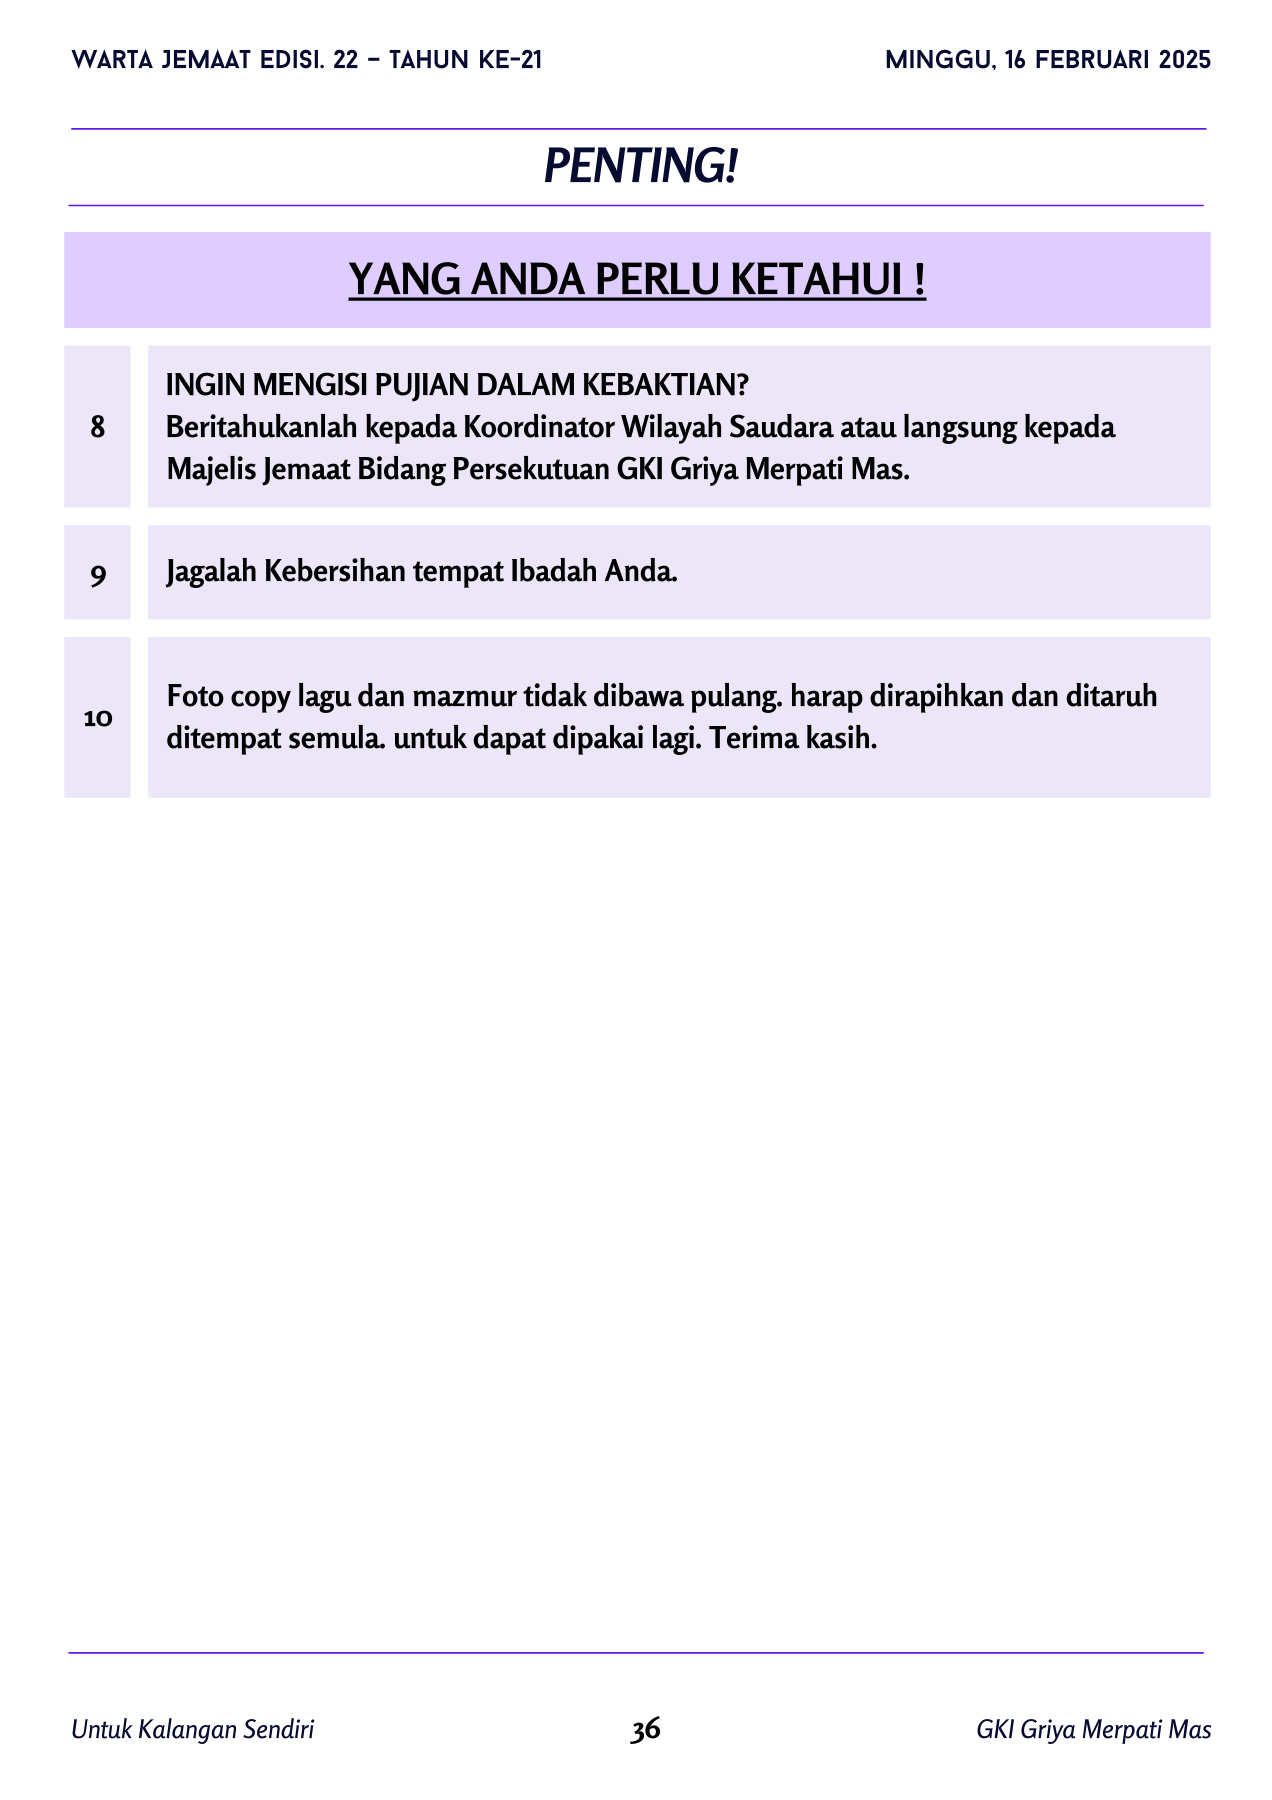 WARTA JEMAAT EDISI. 22 – TAHUN KE-21
MINGGU, 16 FEBRUARI 2025
PENTING!
YANG ANDA PERLU KETAHUI !
8
INGIN MENGISI PUJIAN DALAM KEBAKTIAN?
Beritahukanlah kepada Koordinator Wilayah Saudara atau langsung kepada
Majelis Jemaat Bidang Persekutuan GKI Griya Merpati Mas.
9
Jagalah Kebersihan tempat Ibadah Anda.
10
Foto copy lagu dan mazmur tidak dibawa pulang. harap dirapihkan dan ditaruh
ditempat semula. untuk dapat dipakai lagi. Terima kasih.
Untuk Kalangan Sendiri
36
GKI Griya Merpati Mas